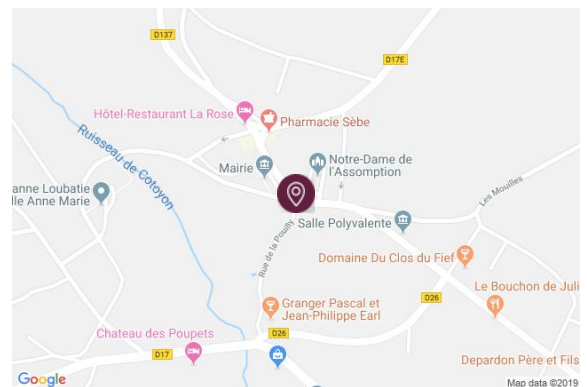 D137
D17E
Hôtel-Restaurant La Rose
Pharmacie Sèbe
Ruisseau de Cotoyon
Mairie
Notre-Dame de
l'Assomption
anne Loubatie
lle Anne Marie
Les Mouilles
Salle Polyvalente
Rue de la Pouilly
Domaine Du Clos du Fief
Le Bouchon de Juli
D26
Granger Pascal et
Jean-Philippe Earl
Chateau des Poupets
D26
D17
Depardon Père et Fils
Google
Map data ©2019